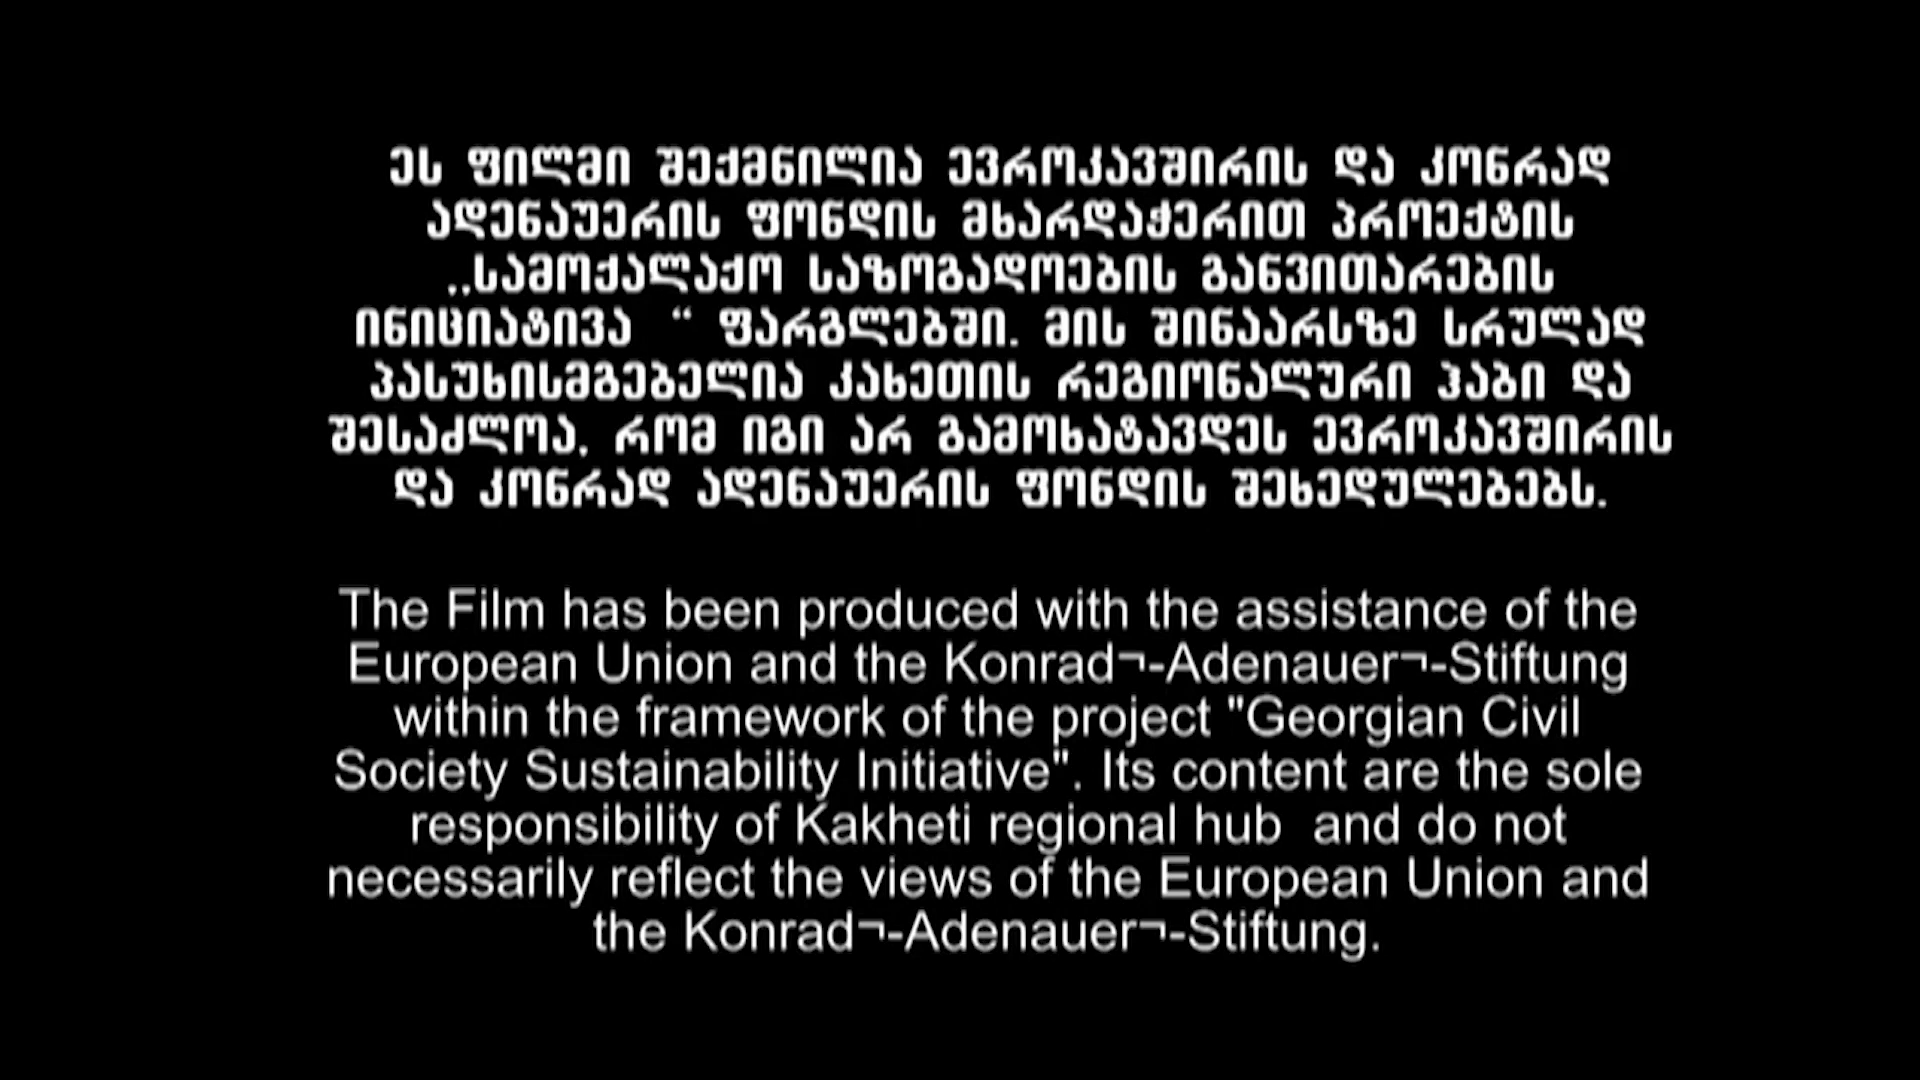 ეს ფილმი შექმნილია ევროკავშირის და კონრად
ადენაუერის ფონდის მხარდაჭერით პროექტის
,,სამოქალაქო საზოგადოების განვითარების
ინიციატივა “ ფარგლებში. მის შინაარსზე სრულად
პასუხისმგებელია კახეთის რეგიონალური ჰაბი და
შესაძლოა, რომ იგი არ გამოხატავდეს ევროკავშირის
და კონრად ადენაუერის ფონდის შეხედულებებს.
The Film has been produced with the assistance of the
European Union and the Konrad¬-Adenauer¬-Stiftung
within the framework of the project "Georgian Civil
Society Sustainability Initiative". Its content are the sole
responsibility of Kakheti regional hub  and do not
necessarily reflect the views of the European Union and
the Konrad¬-Adenauer¬-Stiftung.